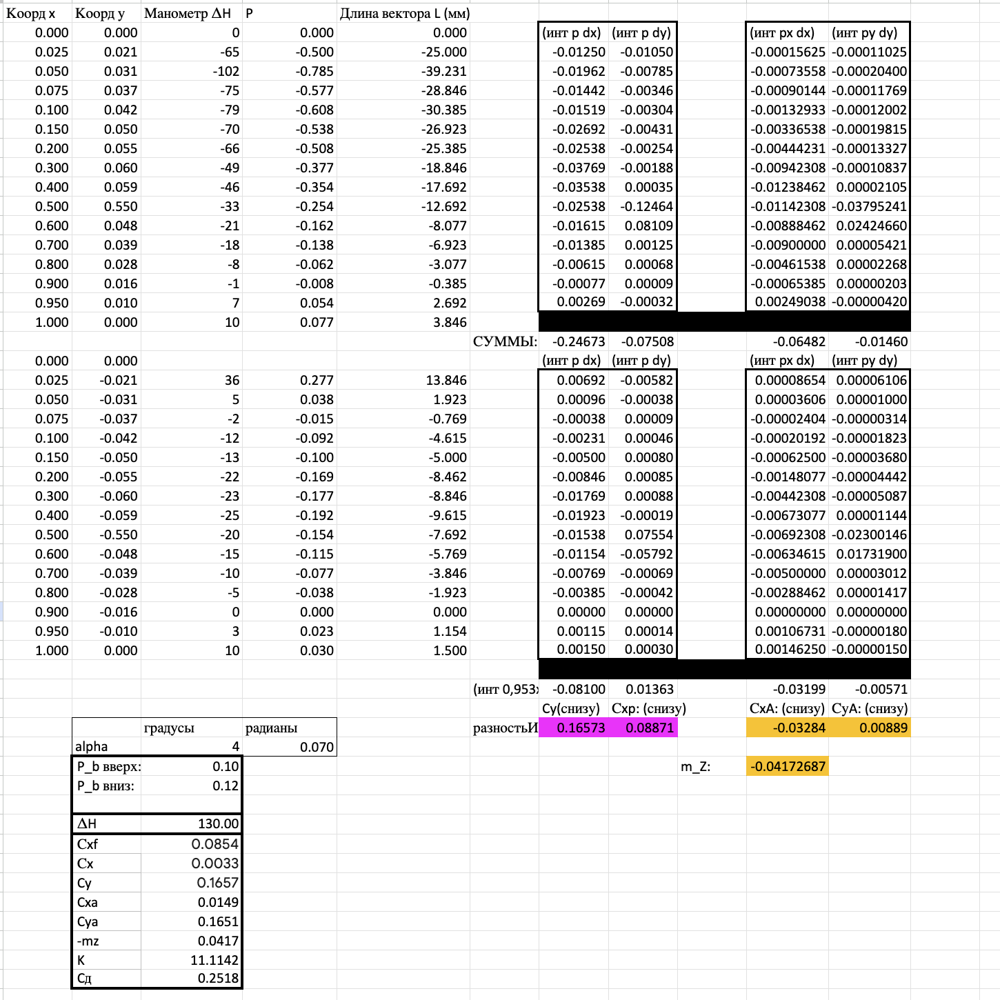 Коорд x Коорд y Манометр ΔH P Длина вектора L (мм)
0.000 0.000 0 0.000 0.000 (инт p dx) (инт p dy) (инт px dx) (инт py dy)
0.025 0.021 -65 -0.500 -25.000 -0.01250 -0.01050 -0.00015625 -0.00011025
0.050 0.031 -102 -0.785 -39.231 -0.01962 -0.00785 -0.00073558 -0.00020400
0.075 0.037 -75 -0.577 -28.846 -0.01442 -0.00346 -0.00090144 -0.00011769
0.100 0.042 -79 -0.608 -30.385 -0.01519 -0.00304 -0.00132933 -0.00012002
0.150 0.050 -70 -0.538 -26.923 -0.02692 -0.00431 -0.00336538 -0.00019815
0.200 0.055 -66 -0.508 -25.385 -0.02538 -0.00254 -0.00444231 -0.00013327
0.300 0.060 -49 -0.377 -18.846 -0.03769 -0.00188 -0.00942308 -0.00010837
0.400 0.059 -46 -0.354 -17.692 -0.03538 0.00035 -0.01238462 0.00002105
0.500 0.550 -33 -0.254 -12.692 -0.02538 -0.12464 -0.01142308 -0.03795241
0.600 0.048 -21 -0.162 -8.077 -0.01615 0.08109 -0.00888462 0.02424660
0.700 0.039 -18 -0.138 -6.923 -0.01385 0.00125 -0.00900000 0.00005421
0.800 0.028 -8 -0.062 -3.077 -0.00615 0.00068 -0.00461538 0.00002268
0.900 0.016 -1 -0.008 -0.385 -0.00077 0.00009 -0.00065385 0.00000203
0.950 0.010 7 0.054 2.692 0.00269 -0.00032 0.00249038 -0.00000420
1.000 0.000 10 0.077 3.846
СУММЫ: -0.24673 -0.07508 -0.06482 -0.01460
0.000 0.000 (инт p dx) (инт p dy) (инт px dx) (инт py dy)
0.025 -0.021 36 0.277 13.846 0.00692 -0.00582 0.00008654 0.00006106
0.050 -0.031 5 0.038 1.923 0.00096 -0.00038 0.00003606 0.00001000
0.075 -0.037 -2 -0.015 -0.769 -0.00038 0.00009 -0.00002404 -0.00000314
0.100 -0.042 -12 -0.092 -4.615 -0.00231 0.00046 -0.00020192 -0.00001823
0.150 -0.050 -13 -0.100 -5.000 -0.00500 0.00080 -0.00062500 -0.00003680
0.200 -0.055 -22 -0.169 -8.462 -0.00846 0.00085 -0.00148077 -0.00004442
0.300 -0.060 -23 -0.177 -8.846 -0.01769 0.00088 -0.00442308 -0.00005087
0.400 -0.059 -25 -0.192 -9.615 -0.01923 -0.00019 -0.00673077 0.00001144
0.500 -0.550 -20 -0.154 -7.692 -0.01538 0.07554 -0.00692308 -0.02300146
0.600 -0.048 -15 -0.115 -5.769 -0.01154 -0.05792 -0.00634615 0.01731900
0.700 -0.039 -10 -0.077 -3.846 -0.00769 -0.00069 -0.00500000 0.00003012
0.800 -0.028 -5 -0.038 -1.923 -0.00385 -0.00042 -0.00288462 0.00001417
0.900 -0.016 0 0.000 0.000 0.00000 0.00000 0.00000000 0.00000000
0.950 -0.010 3 0.023 1.154 0.00115 0.00014 0.00106731 -0.00000180
1.000 0.000 10 0.030 1.500 0.00150 0.00030 0.00146250 -0.00000150
(инт 0,953 -0.08100 0.01363 -0.03199 -0.00571
Cy(снизу) Cxp: (снизу) CxA: (снизу) CyA: (снизу)
градусы радианы разностьИ 0.16573 0.08871 -0.03284 0.00889
alpha 4 0.070
P_b вверх: 0.10 m_Z: -0.04172687
P_b вниз: 0.12
ΔH 130.00
Cxf 0.0854
Cx 0.0033
Cy 0.1657
Cxa 0.0149
Cya 0.1651
-mz 0.0417
K 11.1142
Cд 0.2518